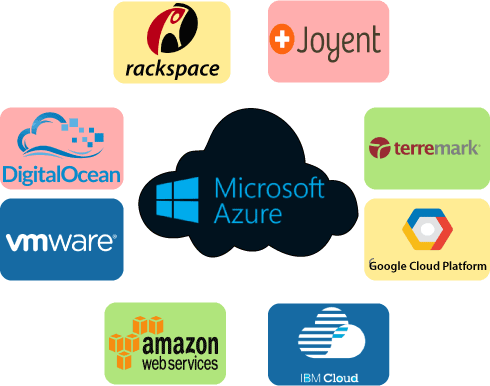 rackspace
Joyent
DigitalOcean
Microsoft
Azure
terremark®
vmware®
Google Cloud Platform
amazon
web services
IBM Cloud